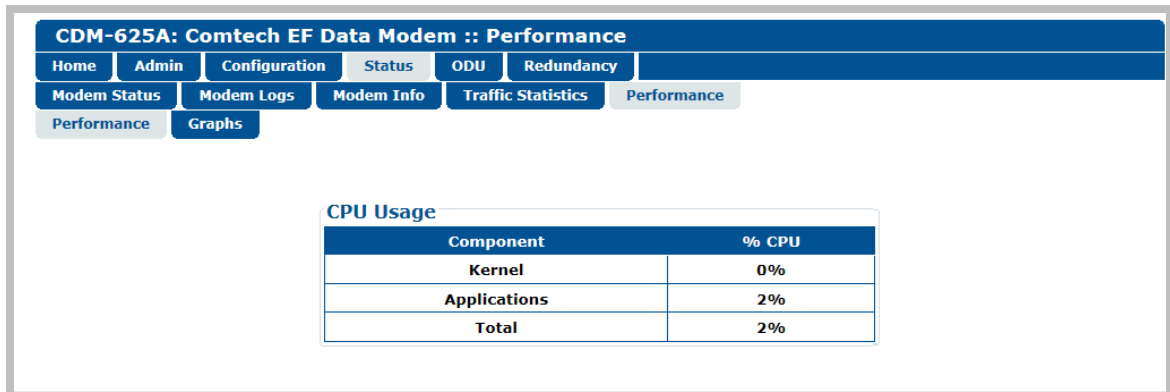 CDM-625A: Comtech EF Data Modem :: Performance
Home Admin Configuration Status ODU Redundancy
Modem Status Modem Logs Modem Info Traffic Statistics Performance
Performance Graphs
CPU Usage
Component % CPU
Kernel 0%
Applications 2%
Total 2%